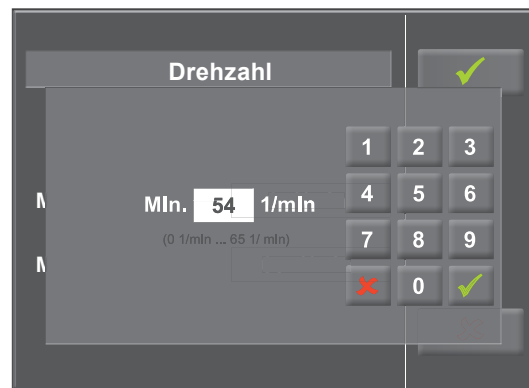 Drehzahl
1 2 3
M
MIn. 54 1/mIn
4 5 6
(0 1/mIn ... 65 1/ mIn)
7 8 9
M
0